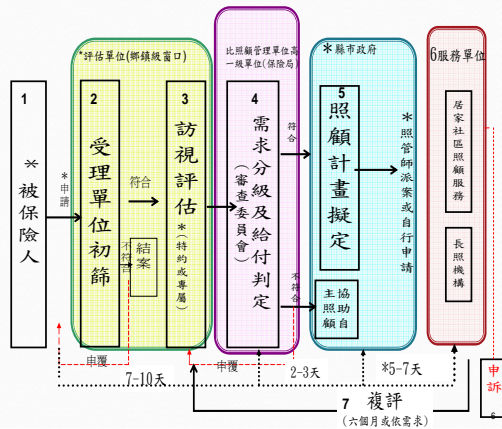 *評估單位(鄉鎮級窗口)
比照顧管理單位高
一級單位(保險局)
*縣市政府
6服務單位
1
*被保險人
*申請
2
受理單位初篩
符合
不符合
結案
3
訪視評估
*(特約或專屬)
4
需求分級及給付判定
(審查委員會)
符合
不符合
5
照顧計畫擬定
協助自
主照顧
*照管師派案或自行申請
居家社區照顧服務
長照機構
申覆
申覆
7-10天
2-3天
*5-7天
申訴
6
7 複評
(六個月或依需求)